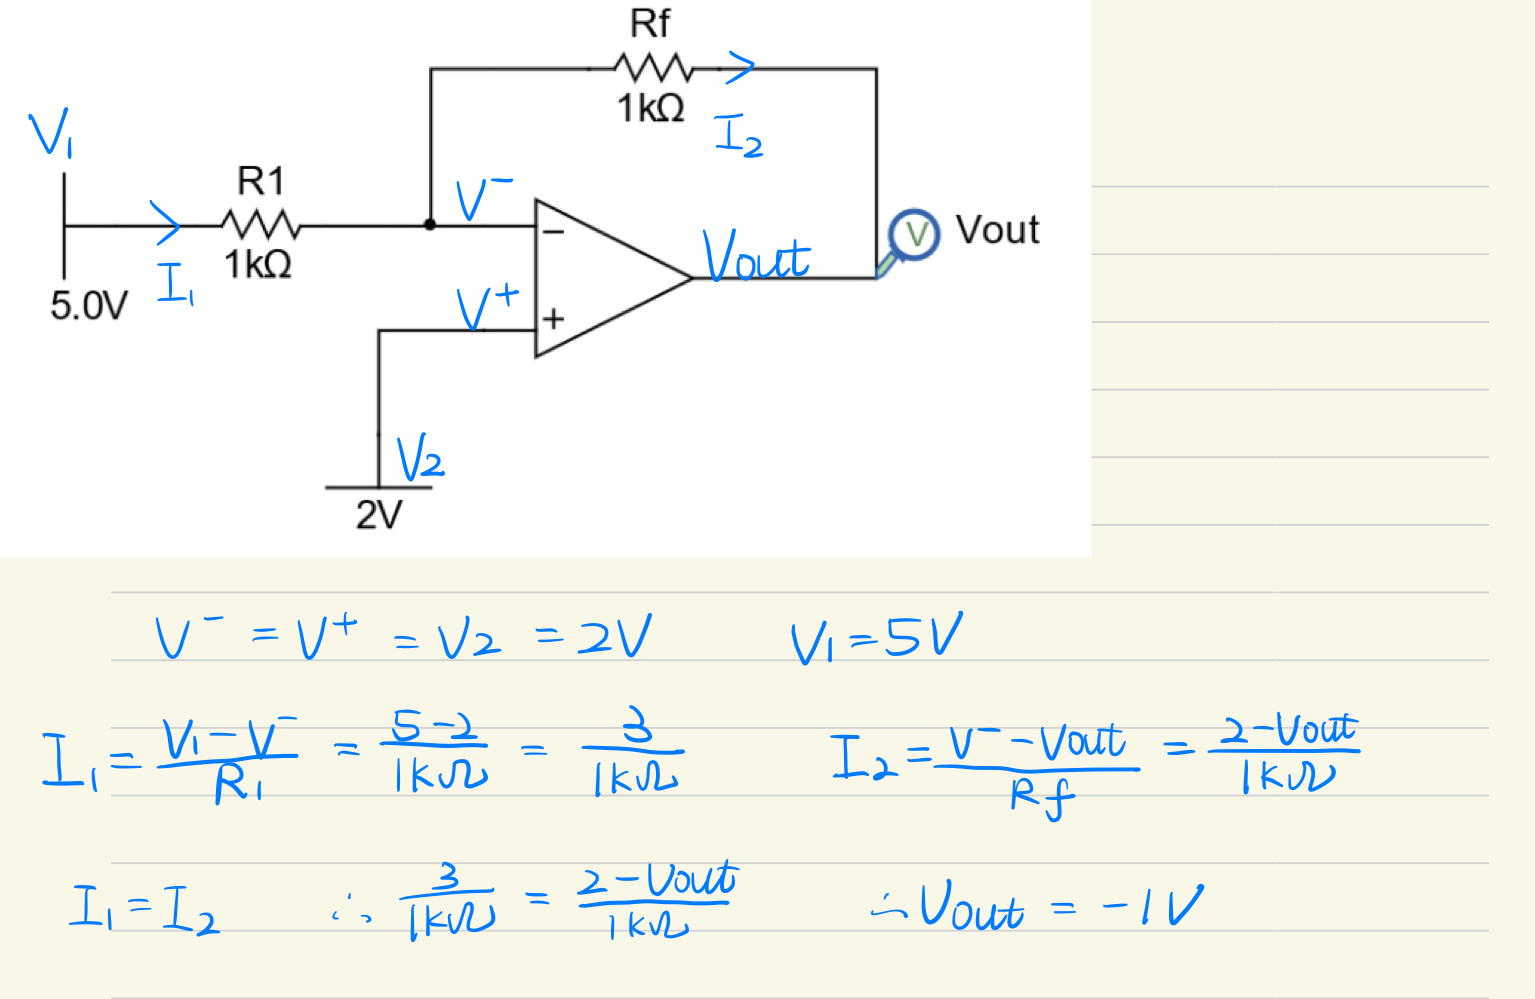 Rf
1kΩ
I₂
V₁
R1
1kΩ
I₁
5.0V
V⁻
−
V⁺
+
Vout
V
Vout
V₂
2V
V⁻ = V⁺ = V₂ = 2V V₁=5V
I₁ = (V₁−V⁻)/R₁ = (5−2)/1kΩ = 3/1kΩ I₂ = (V⁻−Vout)/Rf = (2−Vout)/1kΩ
I₁=I₂ ∴ 3/1kΩ = (2−Vout)/1kΩ ∴ Vout = −1V